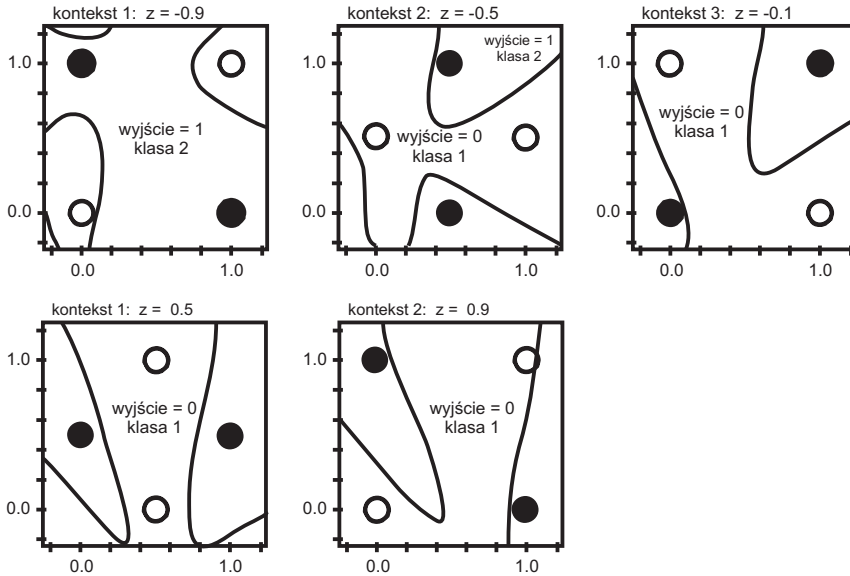 kontekst 1: z = -0.9
1.0
0.0
wyjście = 1
klasa 2
0.0
1.0
kontekst 2: z = -0.5
1.0
0.0
wyjście = 1
klasa 2
wyjście = 0
klasa 1
0.0
1.0
kontekst 3: z = -0.1
1.0
0.0
wyjście = 0
klasa 1
0.0
1.0
kontekst 1: z = 0.5
1.0
0.0
wyjście = 0
klasa 1
0.0
1.0
kontekst 2: z = 0.9
1.0
0.0
wyjście = 0
klasa 1
0.0
1.0